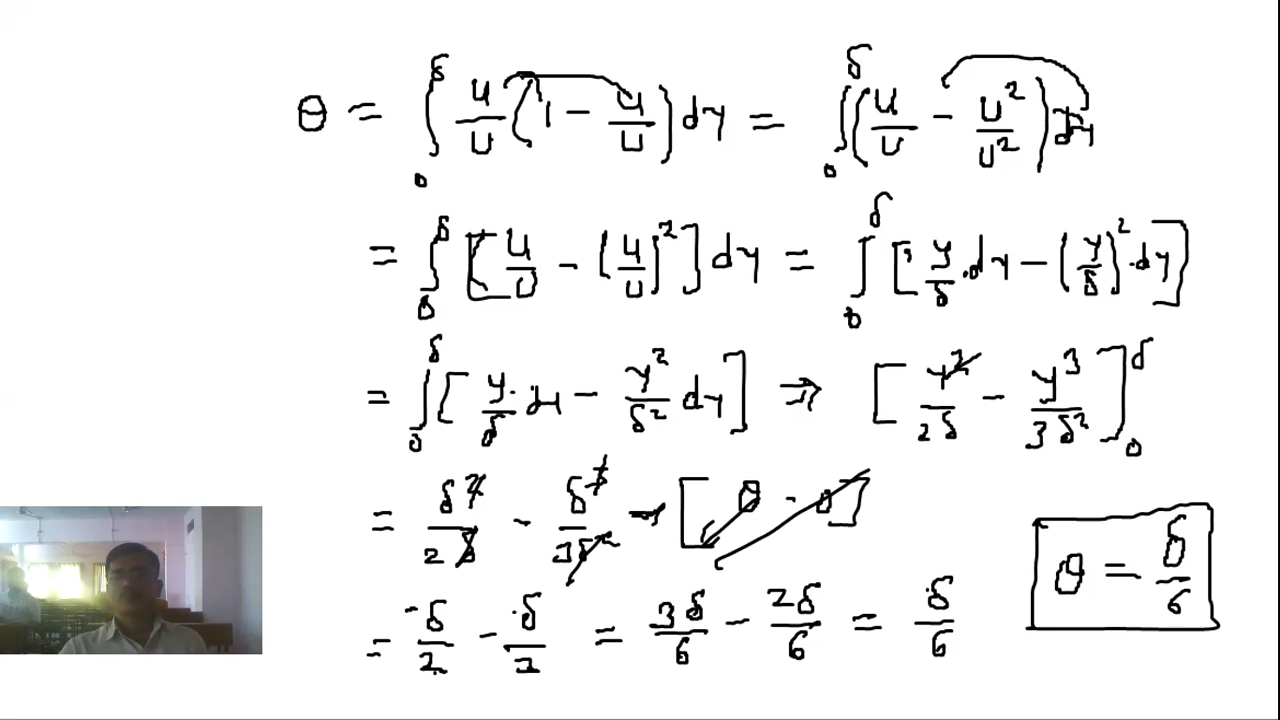 θ = ∫₀^δ u/U (1 − u/U) dy = ∫₀^δ (u/U − u²/U²) dy
= ∫₀^δ [u/U − (u/U)²] dy = ∫₀^δ [y/δ · dy − (y/δ)² · dy]
= ∫₀^δ [y/δ · dy − y²/δ² dy] ⇒ [y²/2δ − y³/3δ²]₀^δ
= δ²/2δ − δ³/3δ² − [0 - 0]
= δ/2 − δ/3 = 3δ/6 − 2δ/6 = δ/6
θ = δ/6